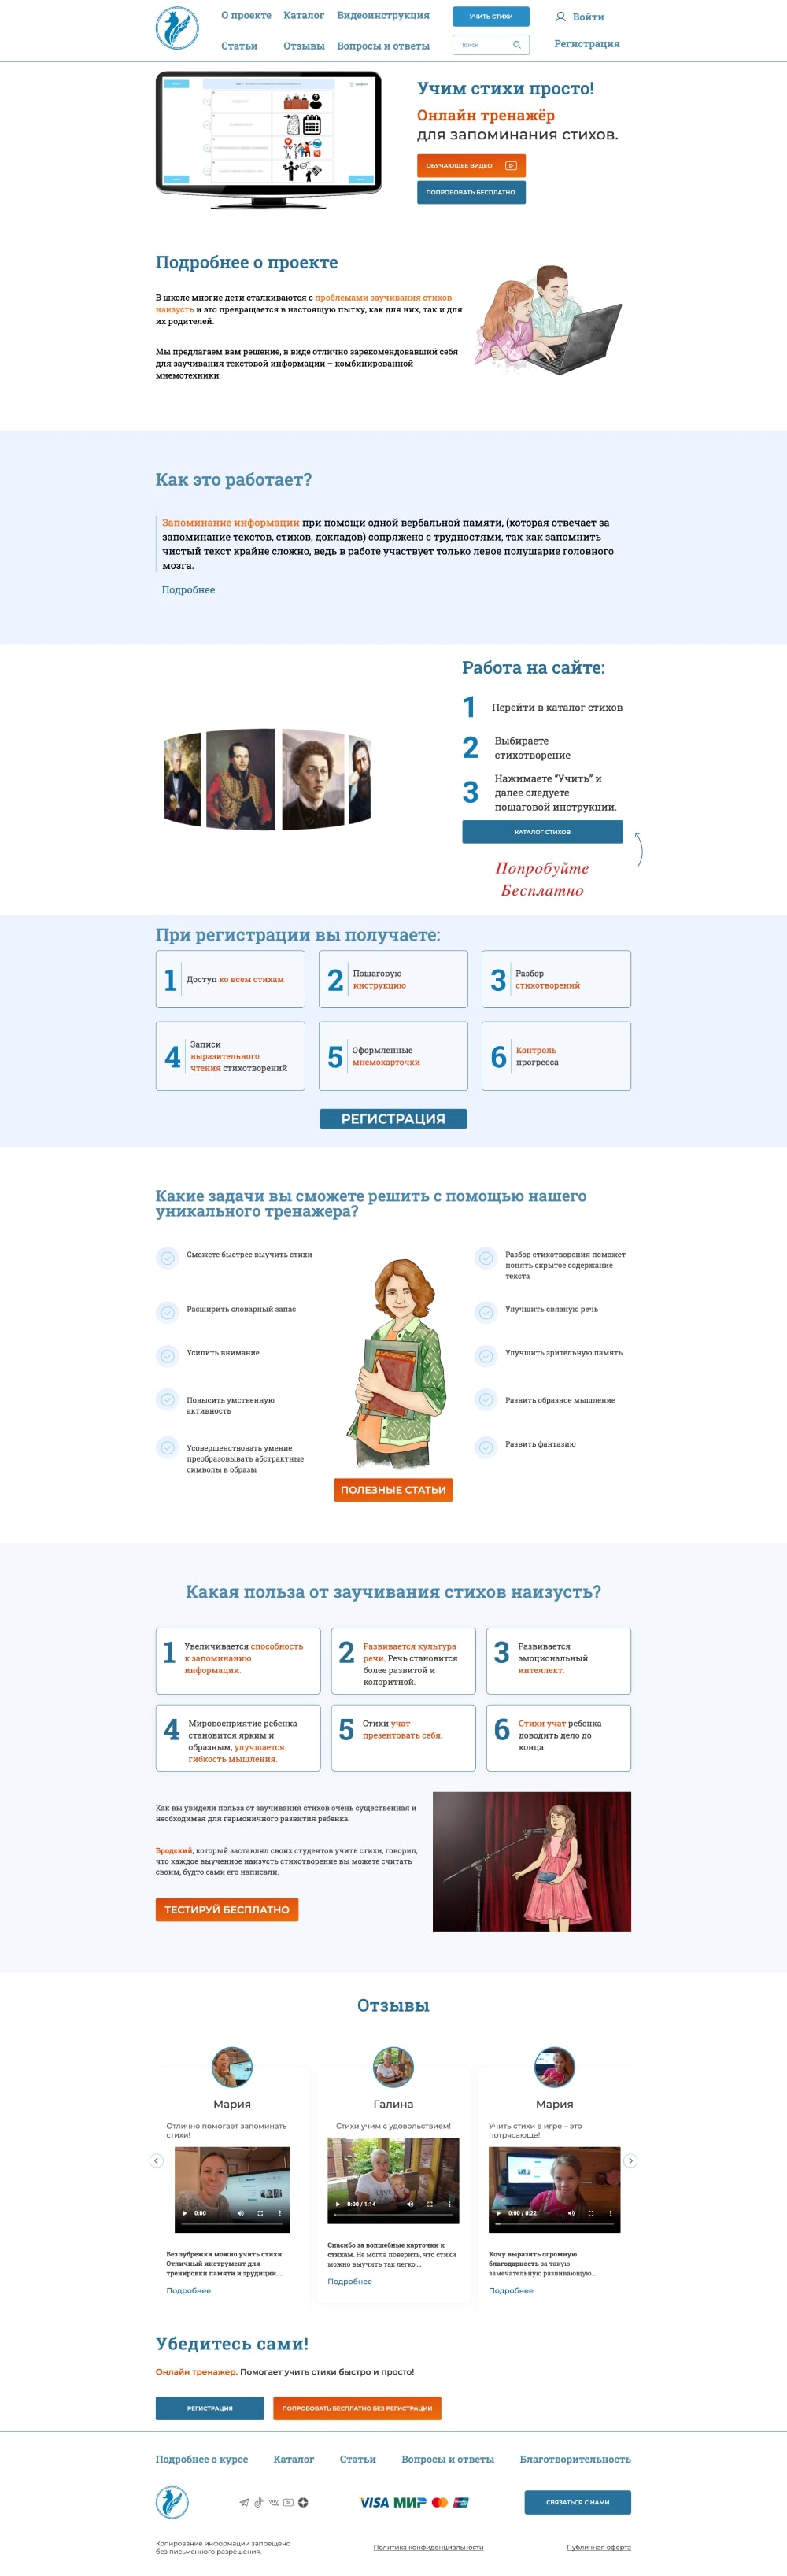 О проекте Каталог Видеоинструкция
УЧИТЬ СТИХИ
Войти
Статьи Отзывы Вопросы и ответы
Поиск
Регистрация
Учим стихи просто!
Онлайн тренажёр
для запоминания стихов.
ОБУЧАЮЩЕЕ ВИДЕО
ПОПРОБОВАТЬ БЕСПЛАТНО
Подробнее о проекте
В школе многие дети сталкиваются с проблемами заучивания стихов
наизусть и это превращается в настоящую пытку, как для них, так и для
их родителей.
Мы предлагаем вам решение, в виде отлично зарекомендовавший себя
для заучивания текстовой информации – комбинированной
мнемотехники.
Как это работает?
Запоминание информации при помощи одной вербальной памяти, (которая отвечает за
запоминание текстов, стихов, докладов) сопряжено с трудностями, так как запомнить
чистый текст крайне сложно, ведь в работе участвует только левое полушарие головного
мозга.
Подробнее
Работа на сайте:
1 Перейти в каталог стихов
2 Выбираете
стихотворение
3 Нажимаете “Учить” и
далее следуете
пошаговой инструкции.
КАТАЛОГ СТИХОВ
Попробуйте
Бесплатно
При регистрации вы получаете:
1 Доступ ко всем стихам
2 Пошаговую
инструкцию
3 Разбор
стихотворений
4 Записи
выразительного
чтения стихотворений
5 Оформленные
мнемокарточки
6 Контроль
прогресса
РЕГИСТРАЦИЯ
Какие задачи вы сможете решить с помощью нашего
уникального тренажера?
Сможете быстрее выучить стихи
Расширить словарный запас
Усилить внимание
Повысить умственную
активность
Усовершенствовать умение
преобразовывать абстрактные
символы в образы
Разбор стихотворения поможет
понять скрытое содержание
текста
Улучшить связную речь
Улучшить зрительную память
Развить образное мышление
Развить фантазию
ПОЛЕЗНЫЕ СТАТЬИ
Какая польза от заучивания стихов наизусть?
1 Увеличивается способность
к запоминанию
информации.
2 Развивается культура
речи. Речь становится
более развитой и
колоритной.
3 Развивается
эмоциональный
интеллект.
4 Мировосприятие ребенка
становится ярким и
образным, улучшается
гибкость мышления.
5 Стихи учат
презентовать себя.
6 Стихи учат ребенка
доводить дело до
конца.
Как вы увидели польза от заучивания стихов очень существенная и
необходимая для гармоничного развития ребенка.
Бродский, который заставлял своих студентов учить стихи, говорил,
что каждое выученное наизусть стихотворение вы можете считать
своим, будто сами его написали.
ТЕСТИРУЙ БЕСПЛАТНО
Отзывы
Мария
Отлично помогает запоминать
стихи!
0:00
Без зубрежки можно учить стихи.
Отличный инструмент для
тренировки памяти и эрудиции...
Подробнее
Галина
Стихи учим с удовольствием!
0:00 / 1:14
Спасибо за волшебные карточки к
стихам. Не могла поверить, что стихи
можно выучить так легко....
Подробнее
Мария
Учить стихи в игре – это
потрясающе!
0:00 / 0:22
Хочу выразить огромную
благодарность за такую
замечательную развивающую...
Подробнее
Убедитесь сами!
Онлайн тренажер. Помогает учить стихи быстро и просто!
РЕГИСТРАЦИЯ
ПОПРОБОВАТЬ БЕСПЛАТНО БЕЗ РЕГИСТРАЦИИ
Подробнее о курсе Каталог Статьи Вопросы и ответы Благотворительность
VISA МИР
СВЯЗАТЬСЯ С НАМИ
Копирование информации запрещено
без письменного разрешения.
Политика конфиденциальности
Публичная оферта